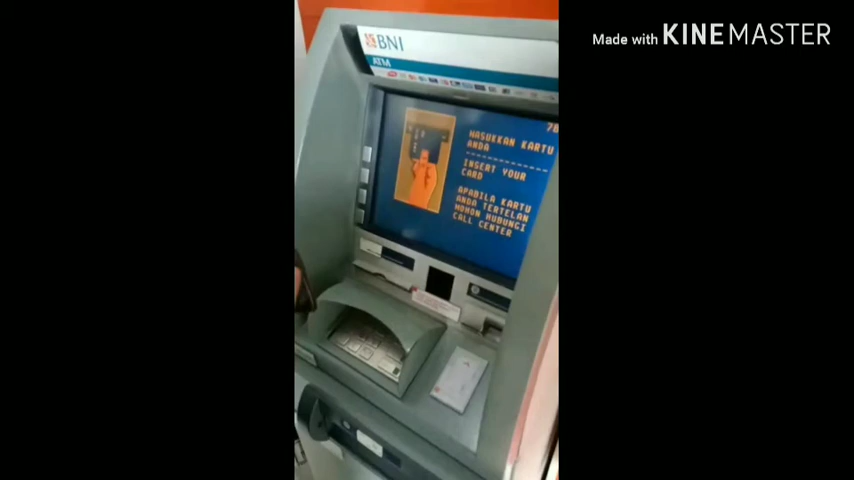 Made with KINEMASTER
BNI
ATM
MASUKKAN KARTU
ANDA
INSERT YOUR
CARD
APABILA KARTU
ANDA TERTELAN
MOHON HUBUNGI
CALL CENTER